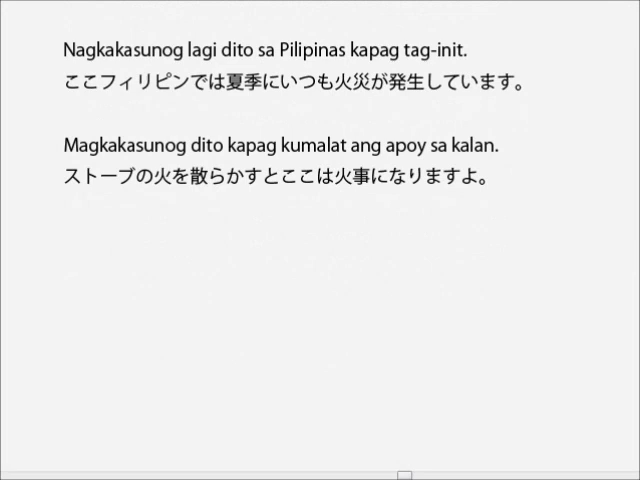 Nagkakasunog lagi dito sa Pilipinas kapag tag-init.
ここフィリピンでは夏季にいつも火災が発生しています。
Magkakasunog dito kapag kumalat ang apoy sa kalan.
ストーブの火を散らかすとここは火事になりますよ。